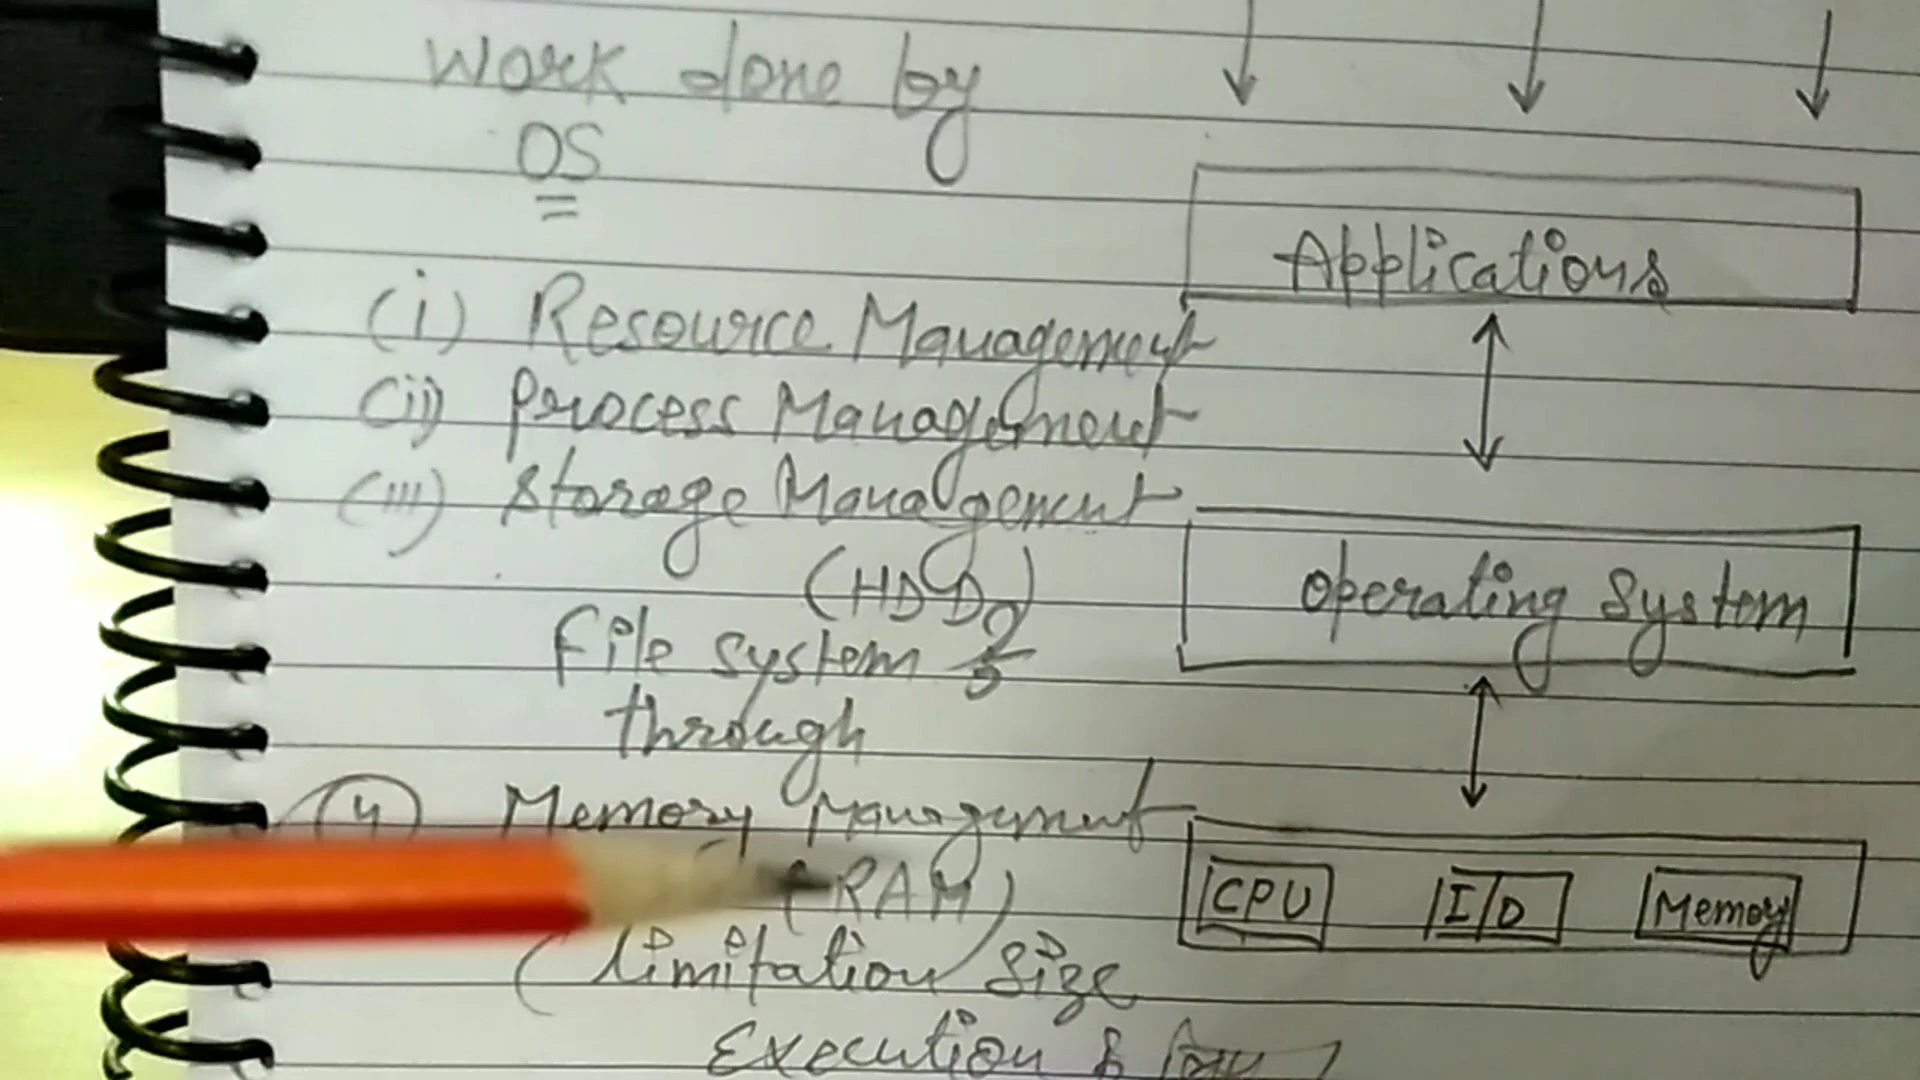 Work done by
OS
(i) Resource Management
(ii) Process Management
(iii) Storage Management
(HDD)
File system
through
4 Memory Management
(RAM)
(limitation size
Execution &
Applications
Operating System
CPU I/O Memory